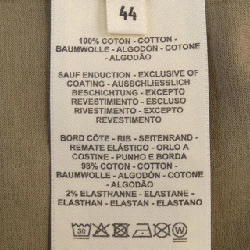 44
100% COTON - COTTON -
BAUMWOLLE - ALGODÓN - COTONE
- ALGODÃO
SAUF ENDUCTION - EXCLUSIVE OF
COATING - AUSSCHLIESSLICH
BESCHICHTUNG - EXCEPTO
REVESTIMIENTO - ESCLUSO
RIVESTIMENTO - EXCEPTO
REVESTIMENTO
BORD CÔTE - RIB - SEITENRAND -
REMATE ELÁSTICO - ORLO A
COSTINE - PUNHO E BORDA
98% COTON - COTTON -
BAUMWOLLE - ALGODÓN - COTONE
- ALGODÃO
2% ELASTHANNE - ELASTANE -
ELASTHAN - ELASTAN - ELASTANO
30
W